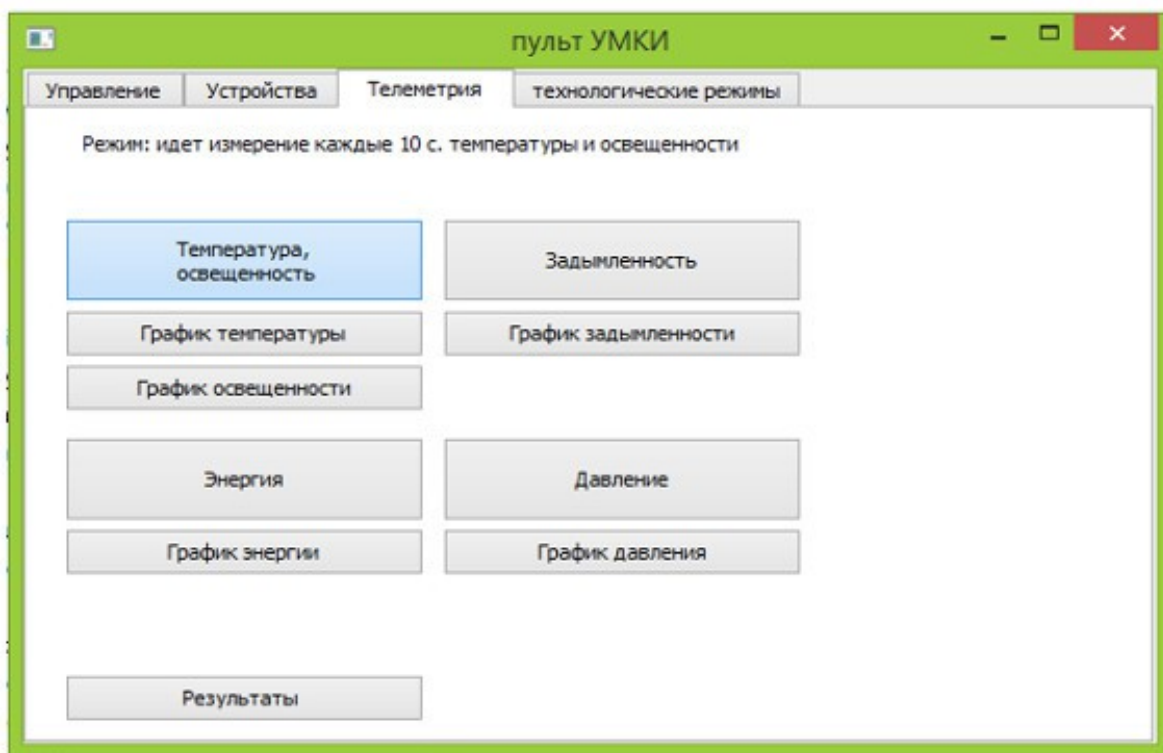 пульт УМКИ
Управление Устройства Телеметрия технологические режимы
Режим: идет измерение каждые 10 с. температуры и освещенности
Температура,
освещенность
Задымленность
График температуры График задымленности
График освещенности
Энергия Давление
График энергии График давления
Результаты